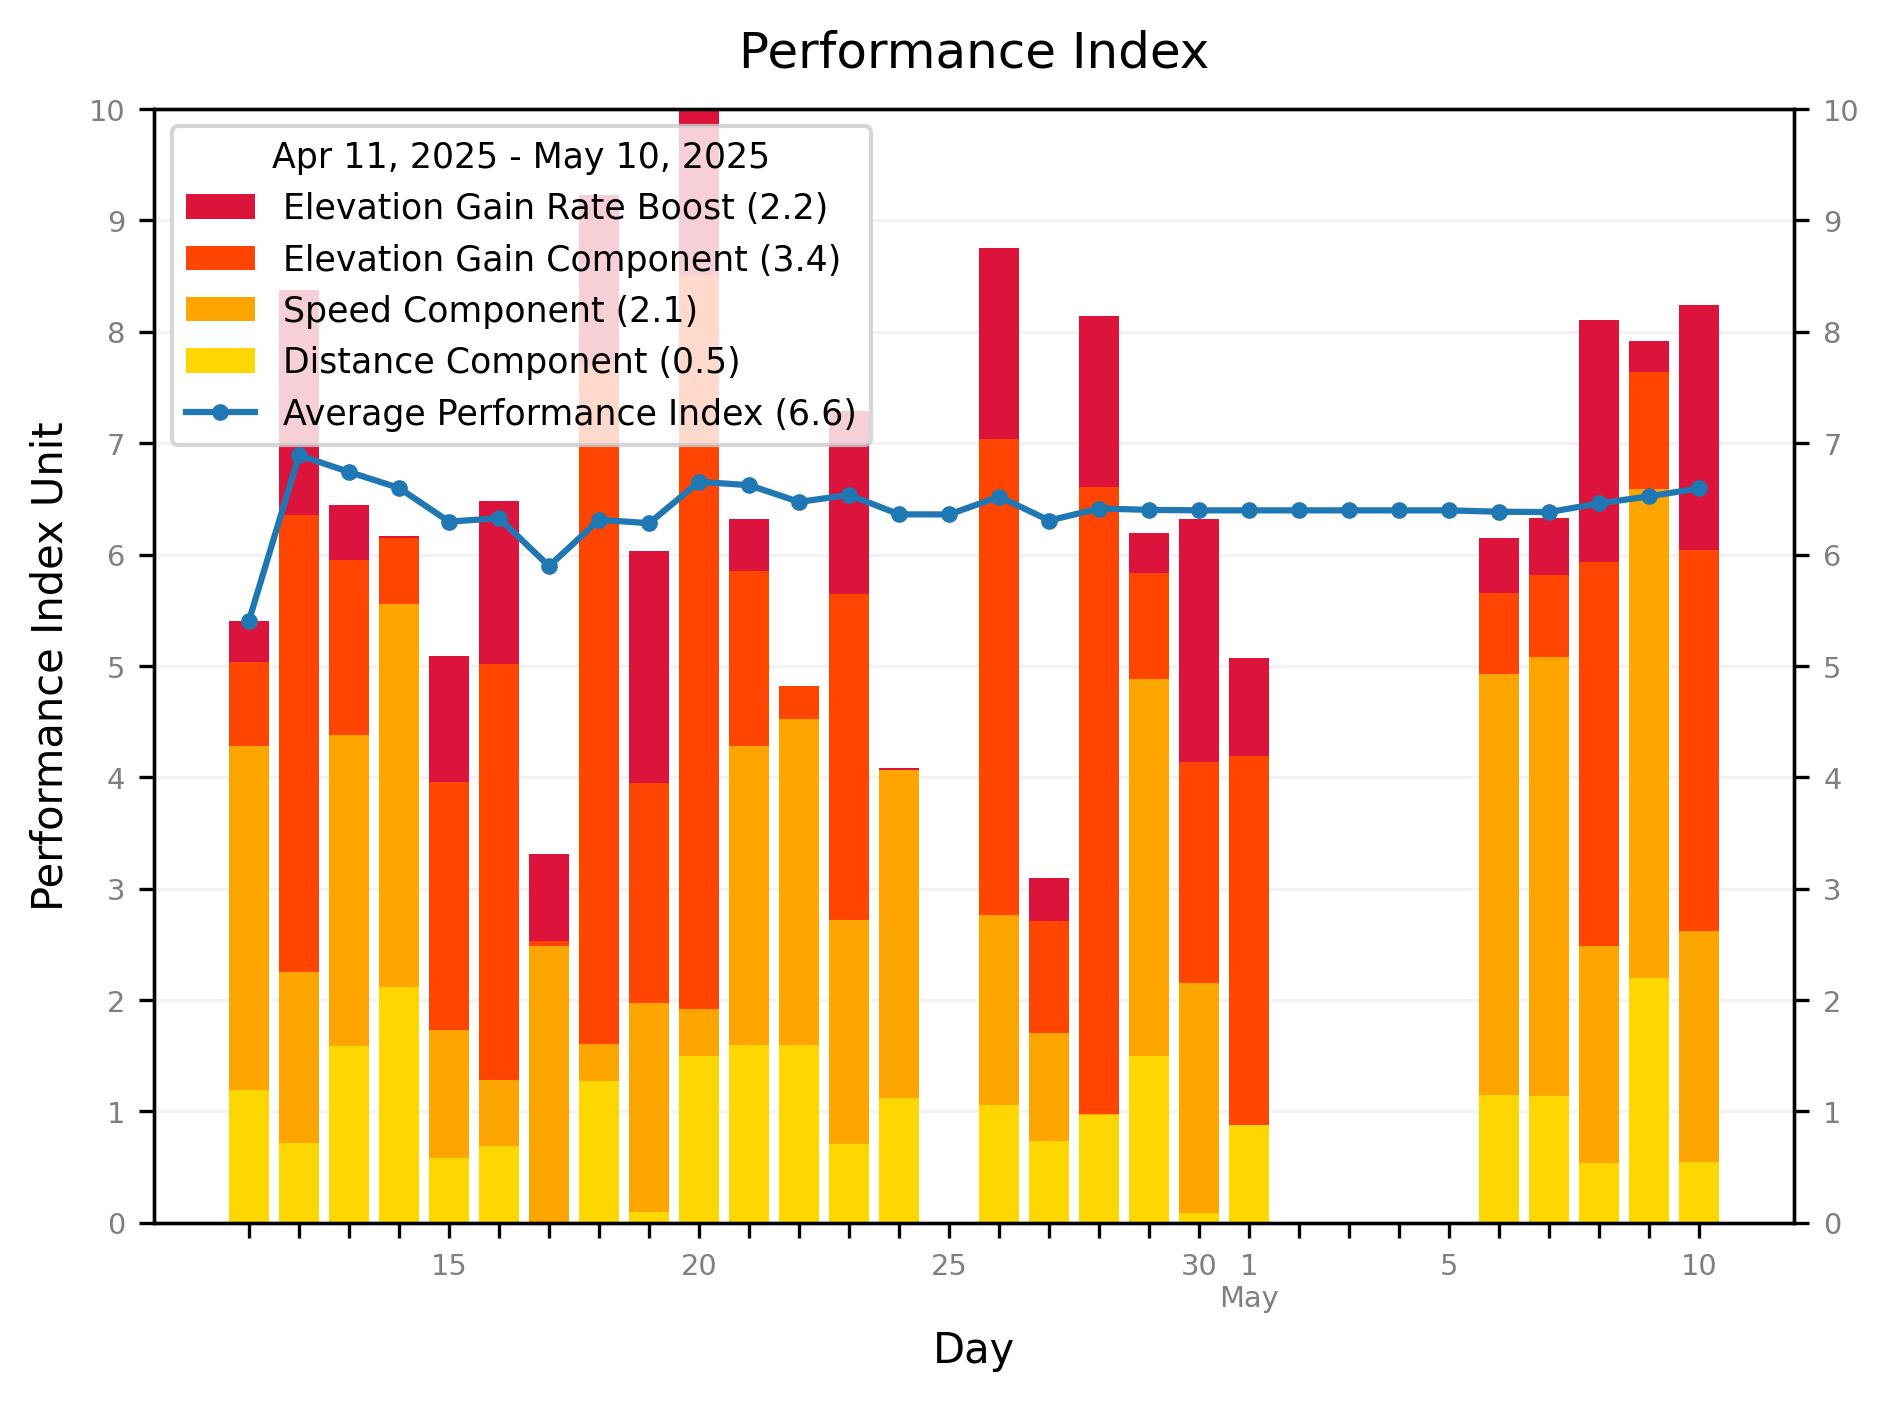 Performance Index
Apr 11, 2025 - May 10, 2025
Elevation Gain Rate Boost (2.2)
Elevation Gain Component (3.4)
Speed Component (2.1)
Distance Component (0.5)
Average Performance Index (6.6)
Performance Index Unit
10
9
8
7
6
5
4
3
2
1
0
10
9
8
7
6
5
4
3
2
1
0
15 20 25 30 1 5 10
May
Day